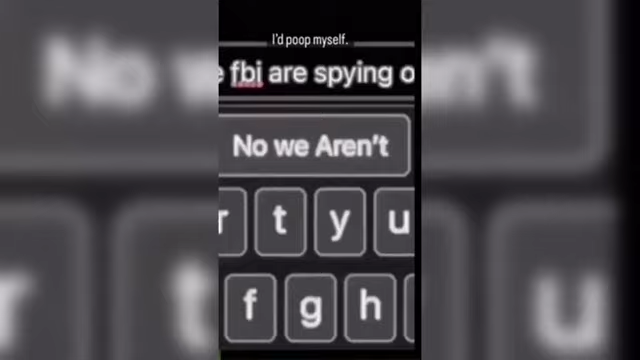 I'd poop myself.
e fbi are spying o
No we Aren't
r t y u
f g h